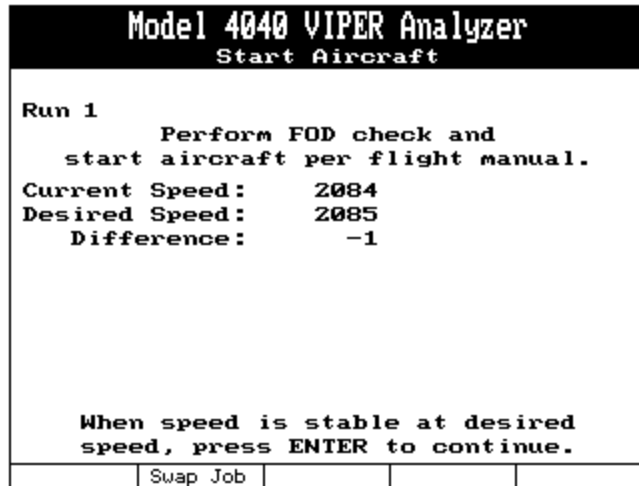 Model 4040 VIPER Analyzer
Start Aircraft
Run 1
Perform FOD check and
start aircraft per flight manual.
Current Speed: 2084
Desired Speed: 2085
Difference: -1
When speed is stable at desired
speed, press ENTER to continue.
Swap Job